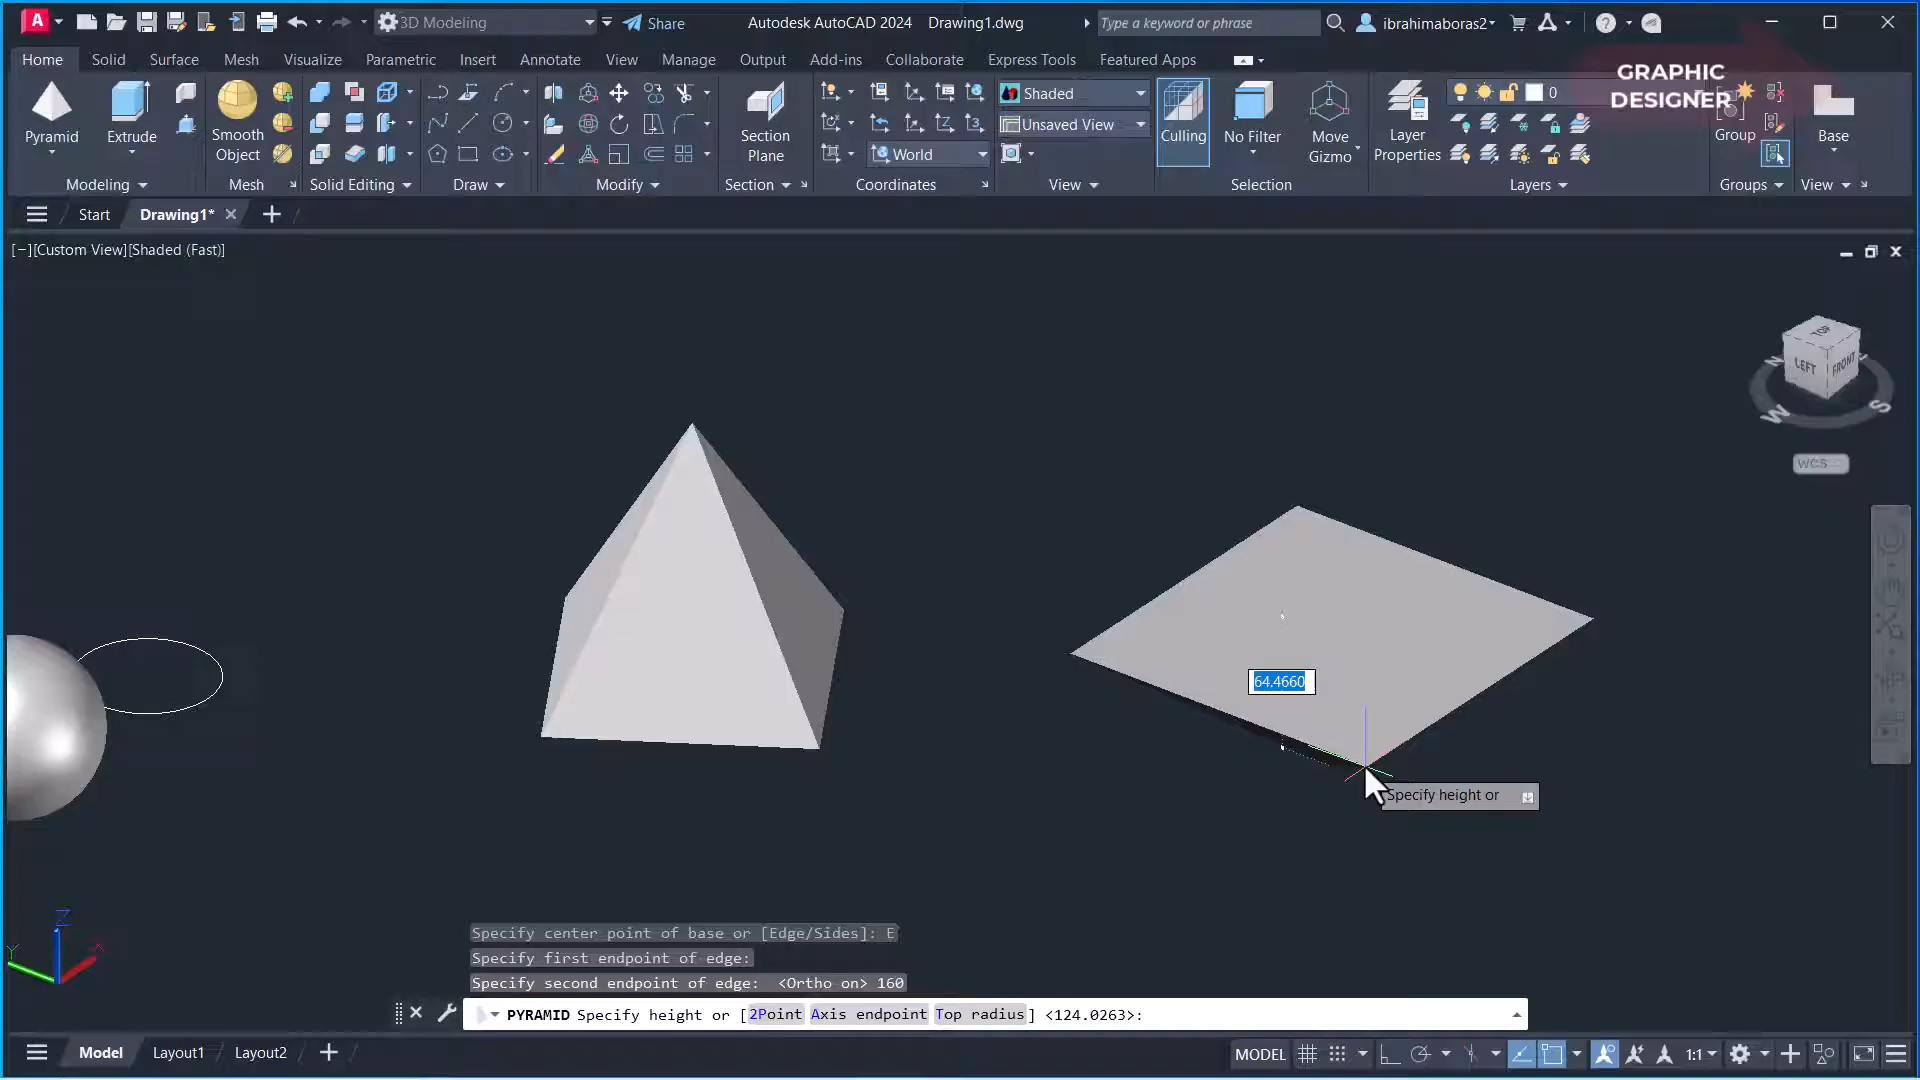 A 3D Modeling Share Autodesk AutoCAD 2024 Drawing1.dwg Type a keyword or phrase ibrahimaboras2
Home Solid Surface Mesh Visualize Parametric Insert Annotate View Manage Output Add-ins Collaborate Express Tools Featured Apps
GRAPHIC
DESIGNER
Shaded
0
Unsaved View
Pyramid Extrude Smooth Object Section Plane World Culling No Filter Move Gizmo Layer Properties Group Base
Modeling Mesh Solid Editing Draw Modify Section Coordinates View Selection Layers Groups View
Start Drawing1* +
[−][Custom View][Shaded (Fast)]
TOP
LEFT FRONT
N W S
WCS
64.4660
Specify height or
Z
Y X
Specify center point of base or [Edge/Sides]: E
Specify first endpoint of edge:
Specify second endpoint of edge:  <Ortho on> 160
PYRAMID Specify height or [2Point Axis endpoint Top radius] <124.0263>:
Model Layout1 Layout2 + MODEL 1:1